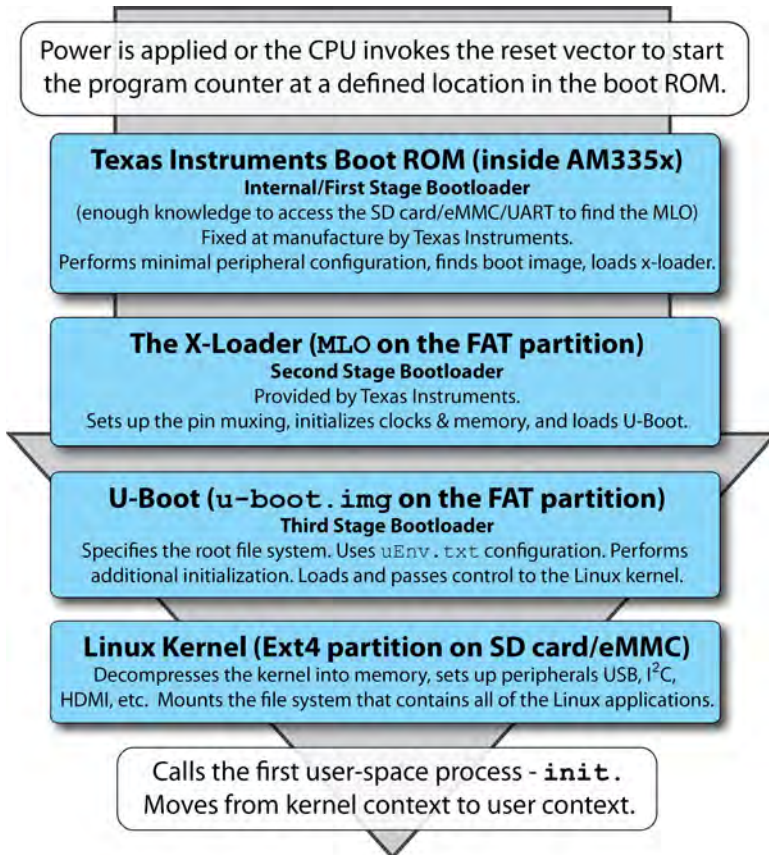 Power is applied or the CPU invokes the reset vector to start
the program counter at a defined location in the boot ROM.
Texas Instruments Boot ROM (inside AM335x)
Internal/First Stage Bootloader
(enough knowledge to access the SD card/eMMC/UART to find the MLO)
Fixed at manufacture by Texas Instruments.
Performs minimal peripheral configuration, finds boot image, loads x-loader.
The X-Loader (MLO on the FAT partition)
Second Stage Bootloader
Provided by Texas Instruments.
Sets up the pin muxing, initializes clocks & memory, and loads U-Boot.
U-Boot (u-boot.img on the FAT partition)
Third Stage Bootloader
Specifies the root file system. Uses uEnv.txt configuration. Performs
additional initialization. Loads and passes control to the Linux kernel.
Linux Kernel (Ext4 partition on SD card/eMMC)
Decompresses the kernel into memory, sets up peripherals USB, I²C,
HDMI, etc. Mounts the file system that contains all of the Linux applications.
Calls the first user-space process - init.
Moves from kernel context to user context.